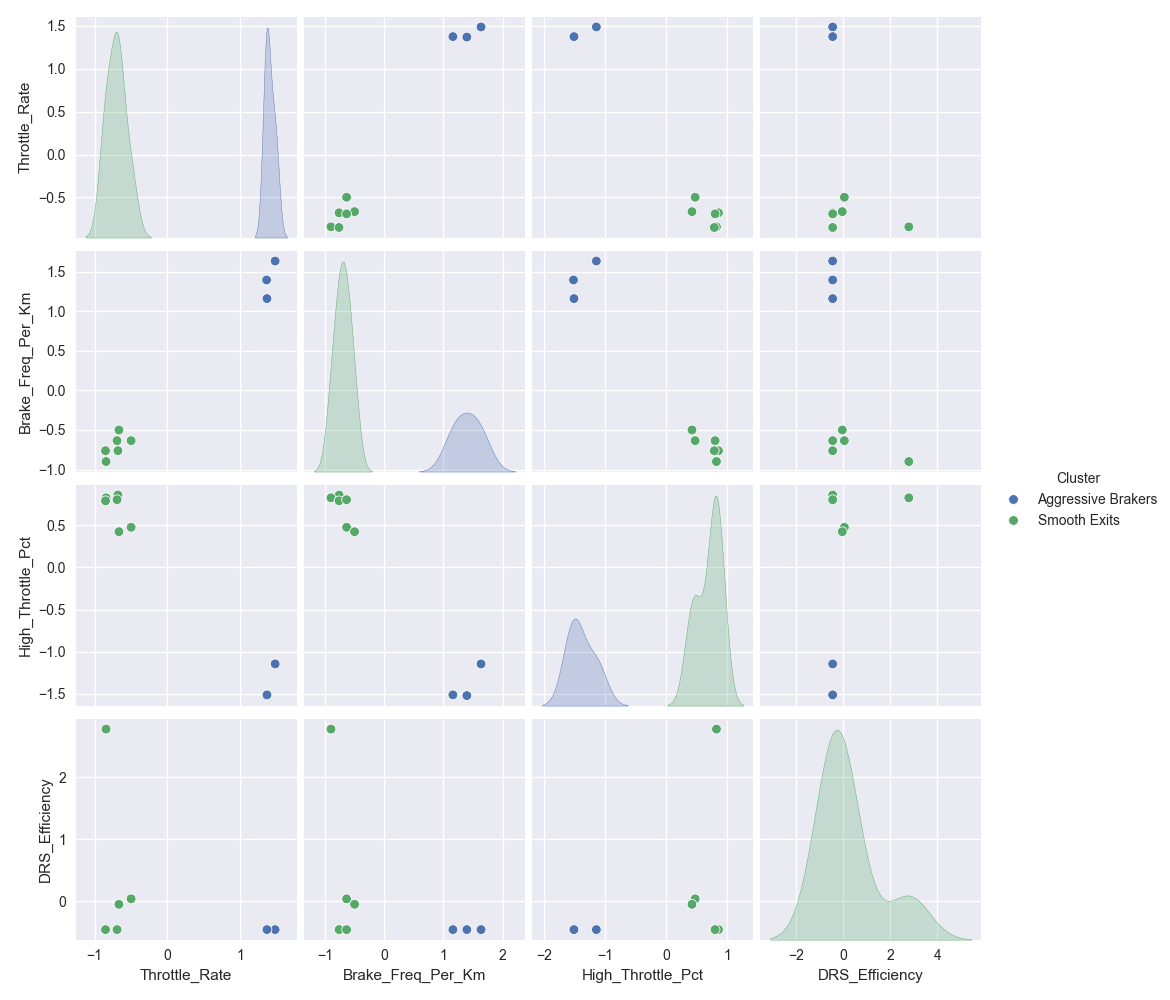 1.5
1.0
0.5
0.0
−0.5
Throttle_Rate
1.5
1.0
0.5
0.0
−0.5
−1.0
Brake_Freq_Per_Km
Cluster
Aggressive Brakers
Smooth Exits
0.5
0.0
−0.5
−1.0
−1.5
High_Throttle_Pct
2
1
0
DRS_Efficiency
−1 0 1
−1 0 1 2
−2 −1 0 1
−2 0 2 4
Throttle_Rate
Brake_Freq_Per_Km
High_Throttle_Pct
DRS_Efficiency